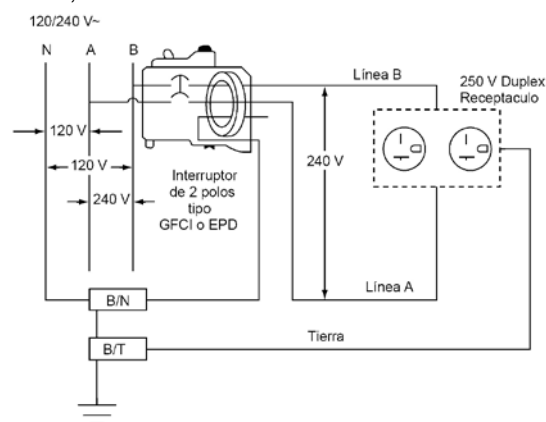 120/240 V~
N A B
Línea B
250 V Duplex
Receptaculo
120 V
120 V
240 V
240 V
Interruptor
de 2 polos
tipo
GFCI o EPD
B/N
Línea A
B/T
Tierra